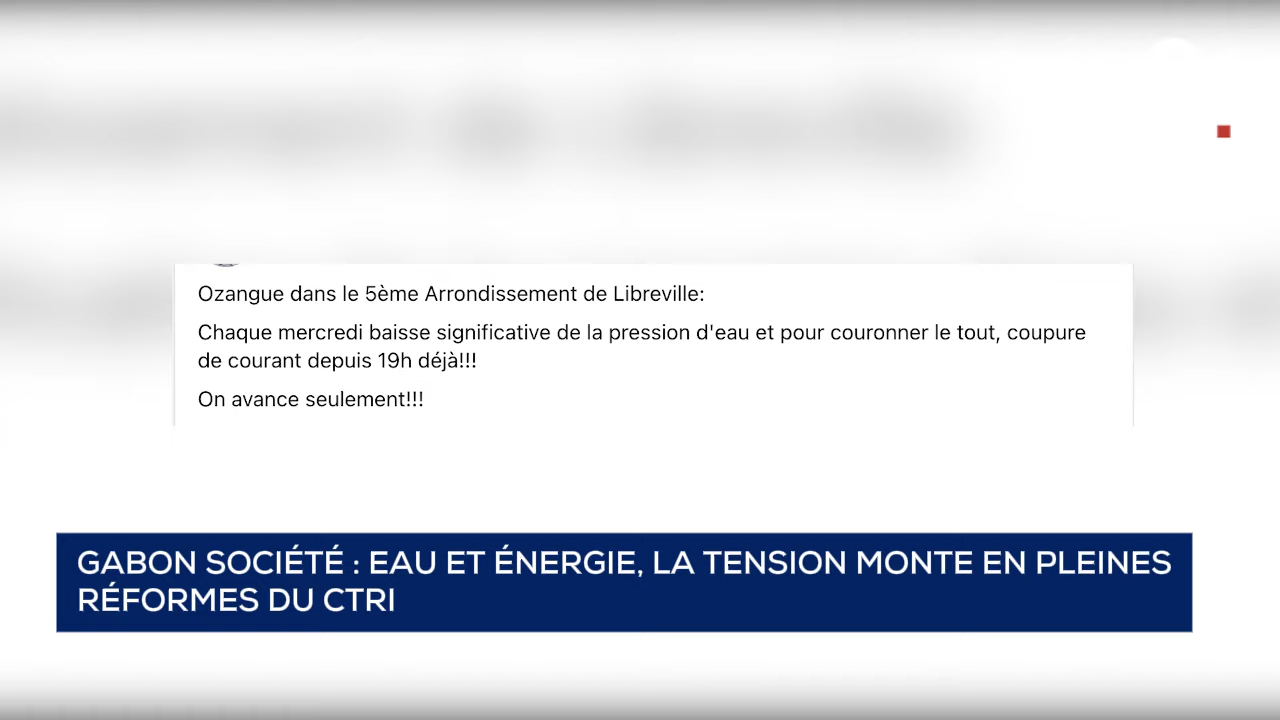 Ozangue dans le 5ème Arrondissement de Libreville:
Chaque mercredi baisse significative de la pression d'eau et pour couronner le tout, coupure
de courant depuis 19h déjà!!!
On avance seulement!!!
GABON SOCIÉTÉ : EAU ET ÉNERGIE, LA TENSION MONTE EN PLEINES
RÉFORMES DU CTRI